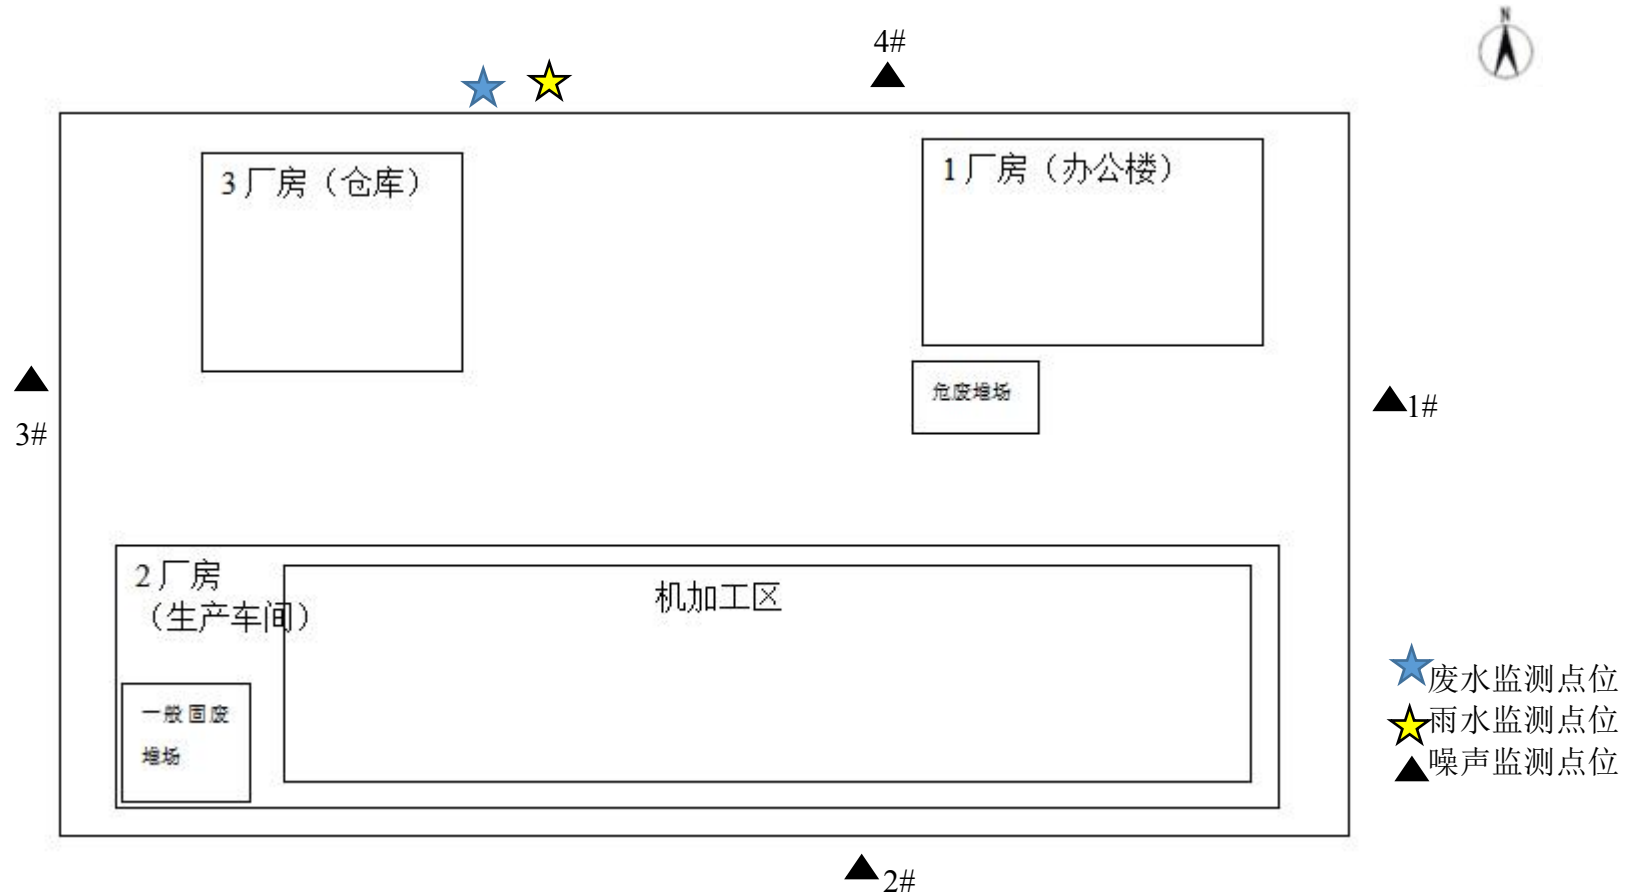 N
4#
3 厂房（仓库）
1 厂房（办公楼）
危废堆场
3#
1#
2 厂房
（生产车间）
机加工区
一般固废
堆场
废水监测点位
雨水监测点位
噪声监测点位
2#